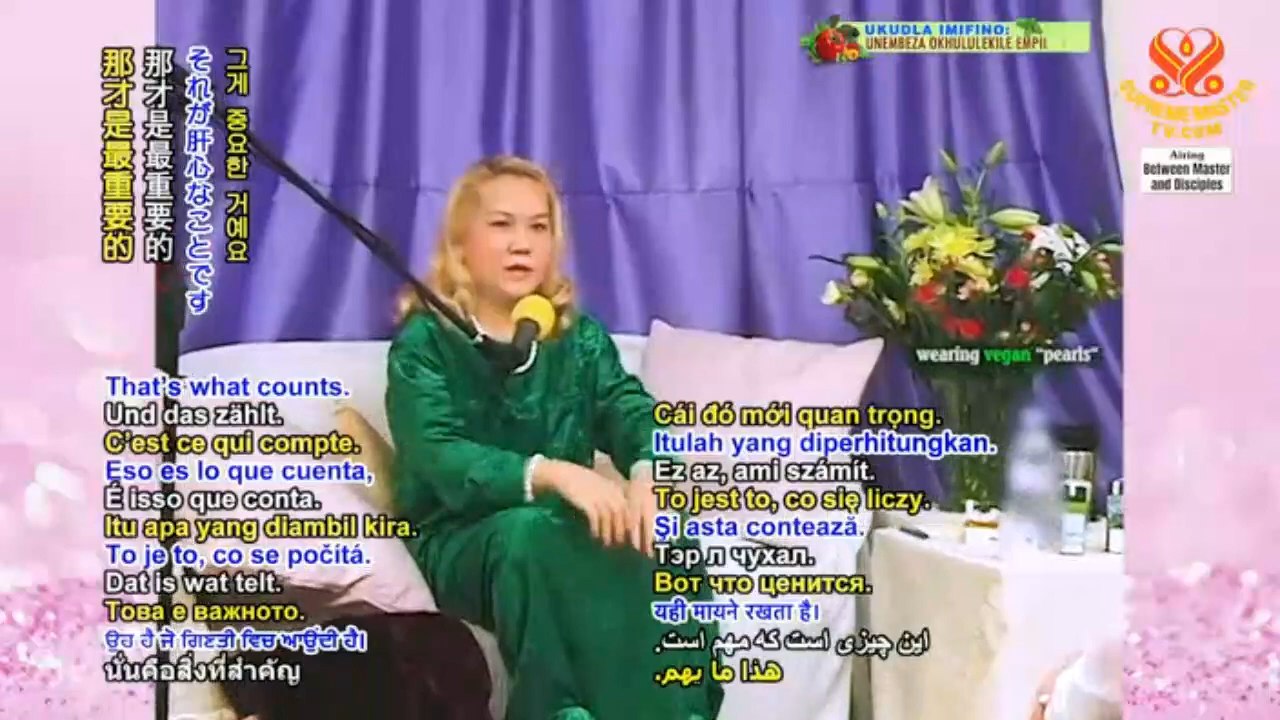 UKUDLA IMIFINO:
UNEMBEZA OKHULULEKILE EMPIL
SUPREME MASTER
TV.COM
Airing
Between Master
and Disciples
그게 중요한 거예요
それが肝心なことです
那才是最重要的
那才是最重要的
wearing vegan "pearls"
That's what counts.
Und das zählt.
C'est ce qui compte.
Eso es lo que cuenta,
É isso que conta.
Itu apa yang diambil kira.
To je to, co se počítá.
Dat is wat telt.
Това е важното.
ਉਹ ਹੈ ਜੋ ਗਿਣਤੀ ਵਿਚ ਆਉਂਦੀ ਹੈ।
นั่นคือสิ่งที่สำคัญ
Cái đó mới quan trọng.
Itulah yang diperhitungkan.
Ez az, ami számít.
To jest to, co się liczy.
Şi asta contează.
Тэр л чухал.
Вот что ценится.
यही मायने रखता है।
این چیزی است که مهم است.
هذا ما يهم.